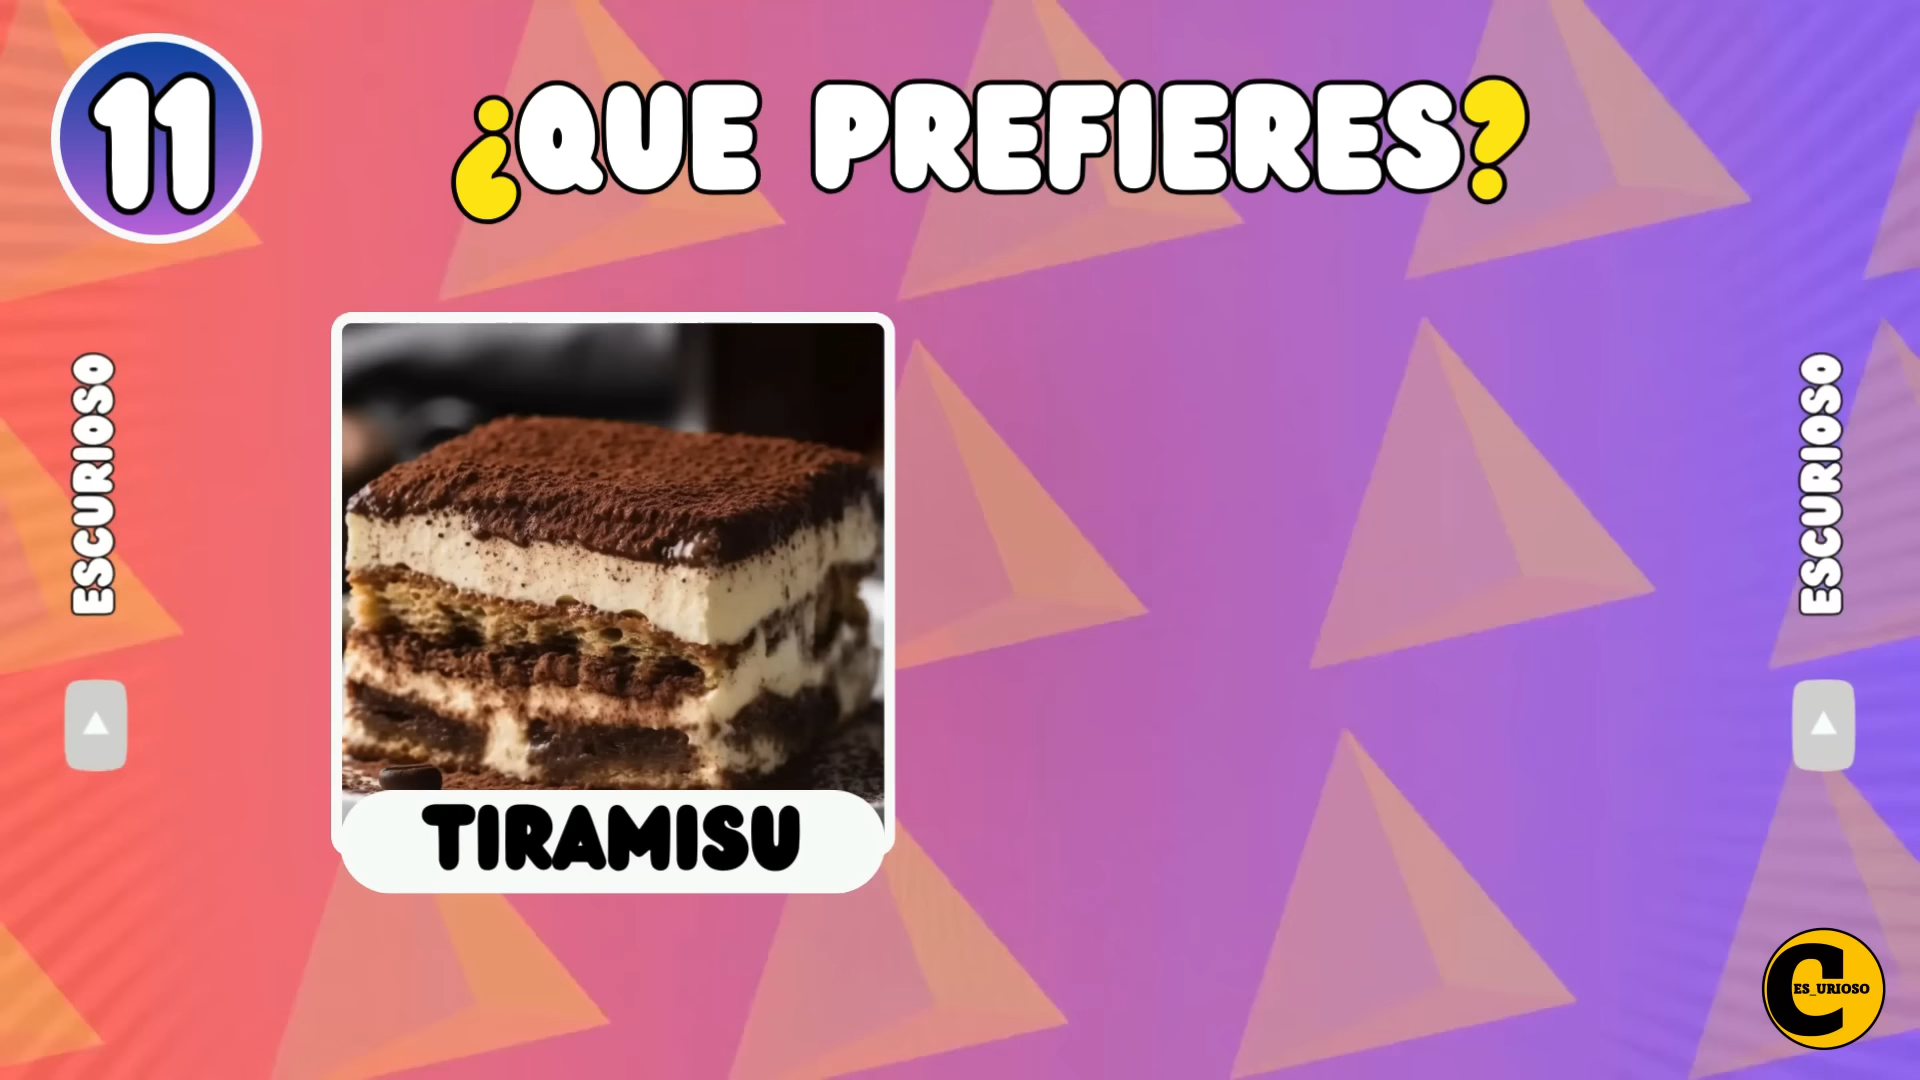 11
¿QUE PREFIERES?
ESCURIOSO
ESCURIOSO
TIRAMISU
C
ES_URIOSO